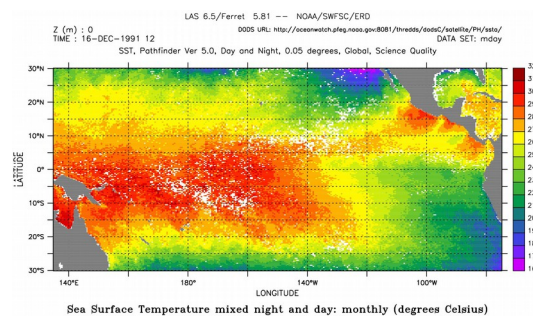 LAS 6.5/Ferret 5.81 -- NOAA/SWFSC/ERD
Z (m) : 0
DODS URL: http://oceanwatch.pfeg.noaa.gov:8081/thredds/dodsC/satellite/PH/ssta/
TIME : 16-DEC-1991 12
DATA SET: mday
SST, Pathfinder Ver 5.0, Day and Night, 0.05 degrees, Global, Science Quality
30°N
20°N
10°N
0°
10°S
20°S
30°S
LATITUDE
140°E
180°
140°W
100°W
LONGITUDE
Sea Surface Temperature mixed night and day: monthly (degrees Celsius)